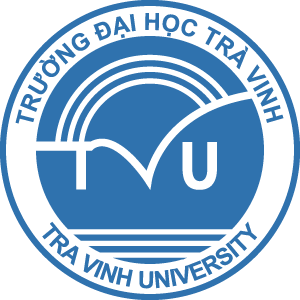 TRƯỜNG ĐẠI HỌC TRÀ VINH
TVU
TRA VINH UNIVERSITY